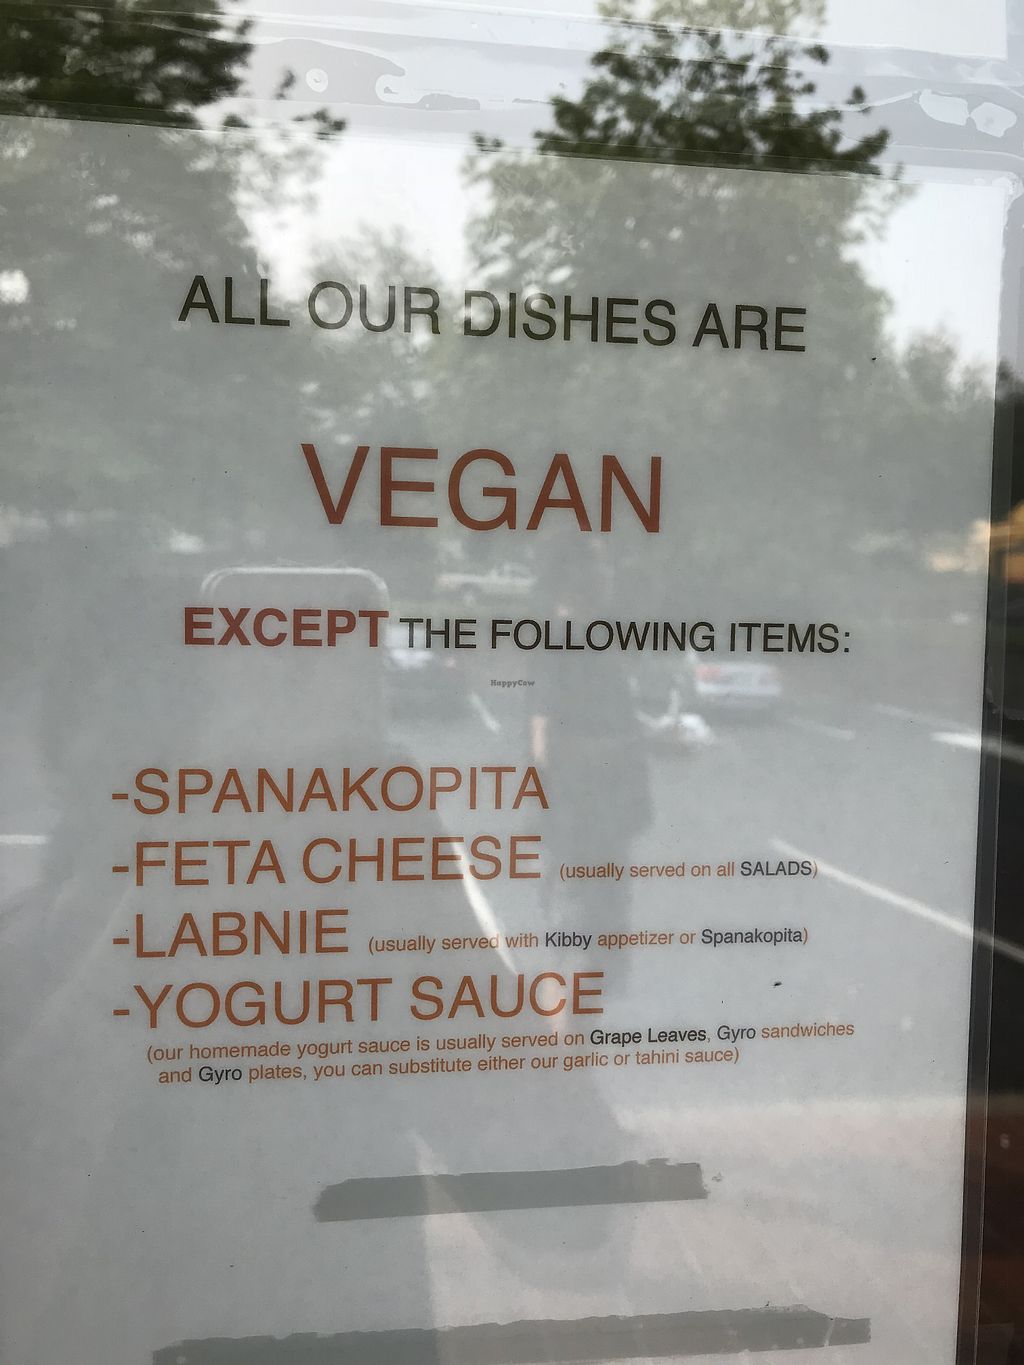 ALL OUR DISHES ARE
VEGAN
EXCEPT THE FOLLOWING ITEMS:
HappyCow
-SPANAKOPITA
-FETA CHEESE (usually served on all SALADS)
-LABNIE (usually served with Kibby appetizer or Spanakopita)
-YOGURT SAUCE
(our homemade yogurt sauce is usually served on Grape Leaves, Gyro sandwiches
and Gyro plates, you can substitute either our garlic or tahini sauce)